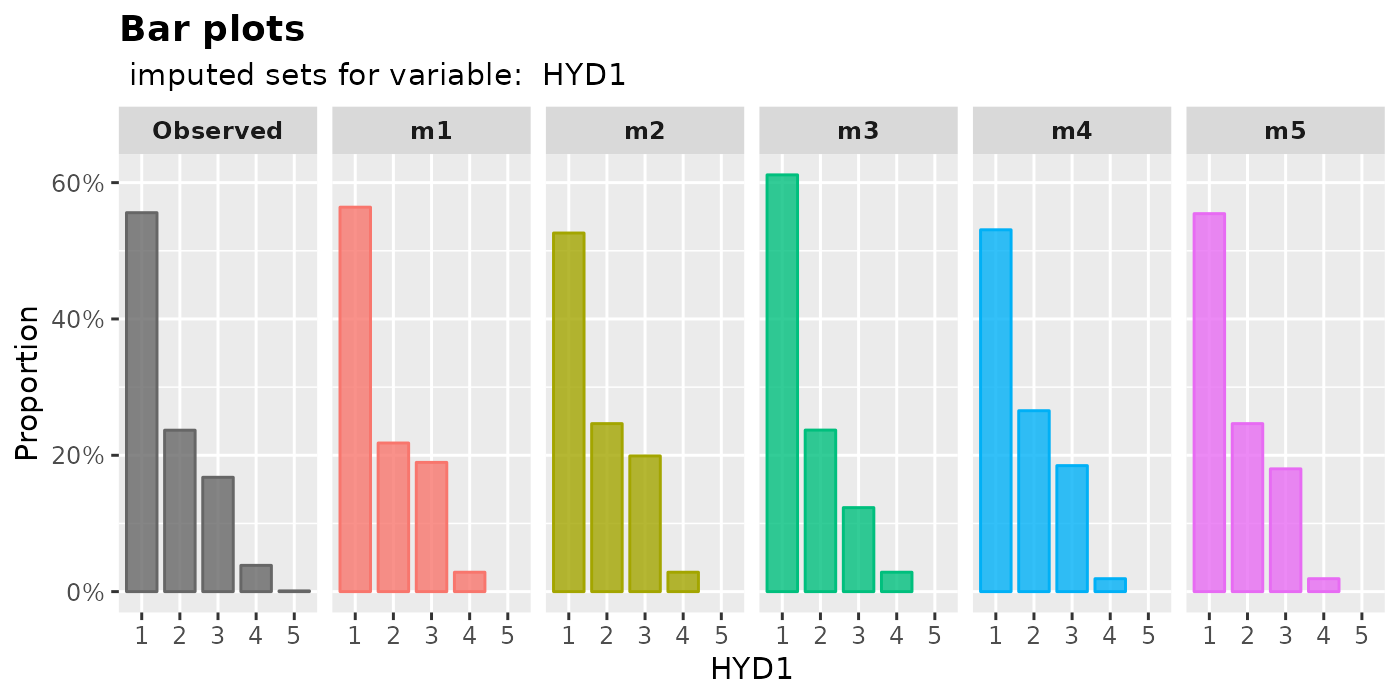 Bar plots
imputed sets for variable:  HYD1
Observed m1 m2 m3 m4 m5
60%
40%
20%
0%
Proportion
1 2 3 4 5 1 2 3 4 5 1 2 3 4 5 1 2 3 4 5 1 2 3 4 5 1 2 3 4 5
HYD1